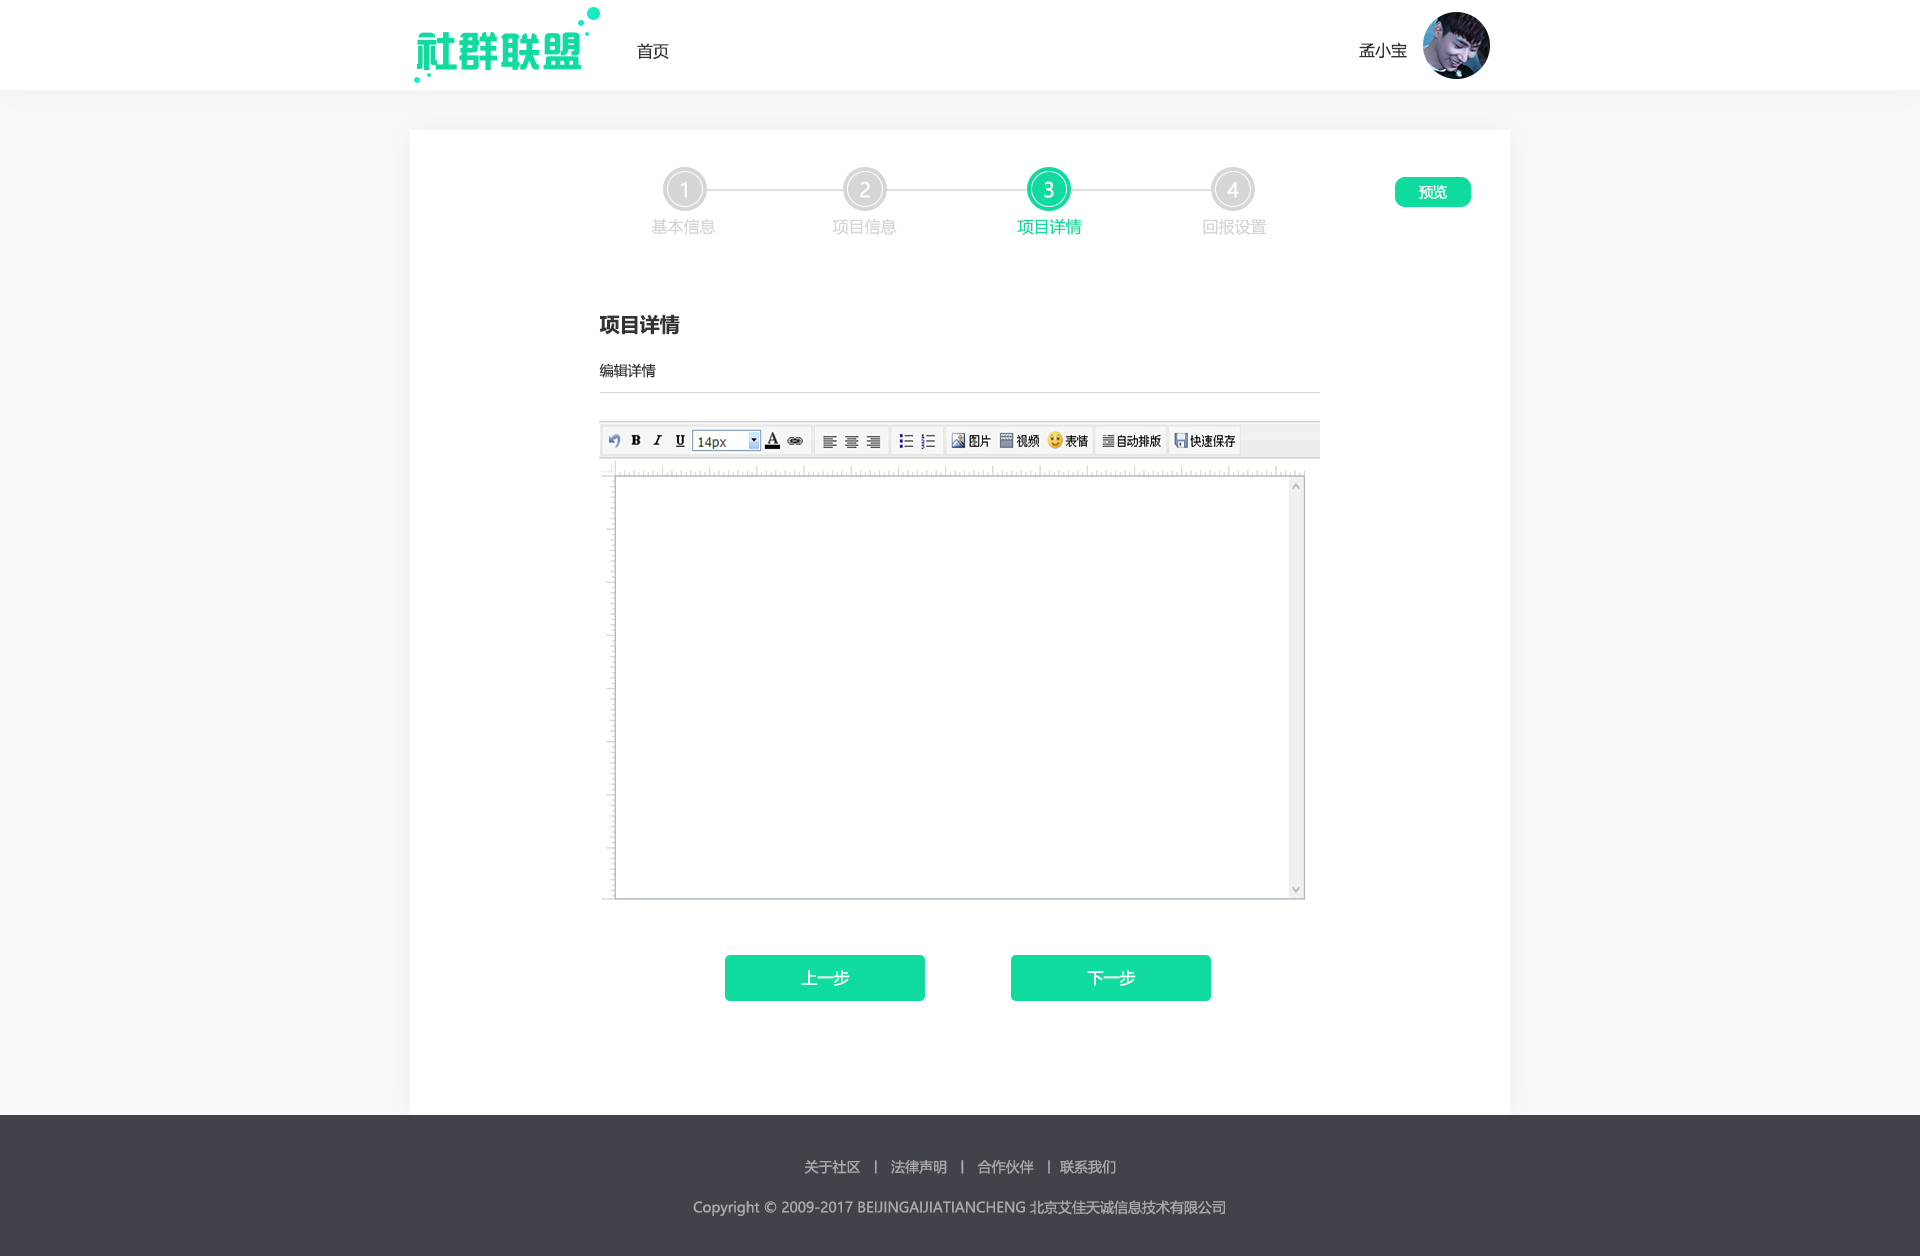 社群联盟
首页
孟小宝
1
2
3
4
预览
基本信息
项目信息
项目详情
回报设置
项目详情
编辑详情
B I U 14px A 图片 视频 表情 自动排版 快速保存
上一步
下一步
关于社区 | 法律声明 | 合作伙伴 | 联系我们
Copyright © 2009-2017 BEIJINGAIJIATIANCHENG 北京艾佳天诚信息技术有限公司